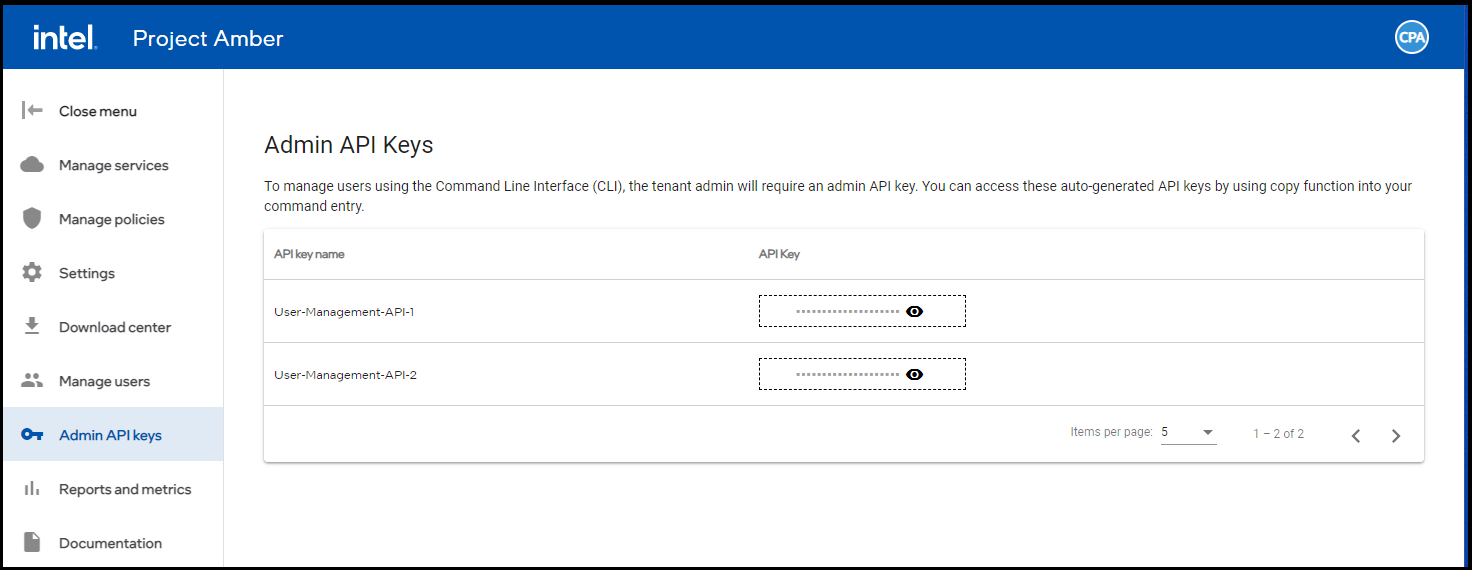 intel.
Project Amber
CPA
Close menu
Manage services
Manage policies
Settings
Download center
Manage users
Admin API keys
Reports and metrics
Documentation
Admin API Keys
To manage users using the Command Line Interface (CLI), the tenant admin will require an admin API key. You can access these auto-generated API keys by using copy function into your
command entry.
API key name
API Key
User-Management-API-1
User-Management-API-2
Items per page: 5
1 – 2 of 2